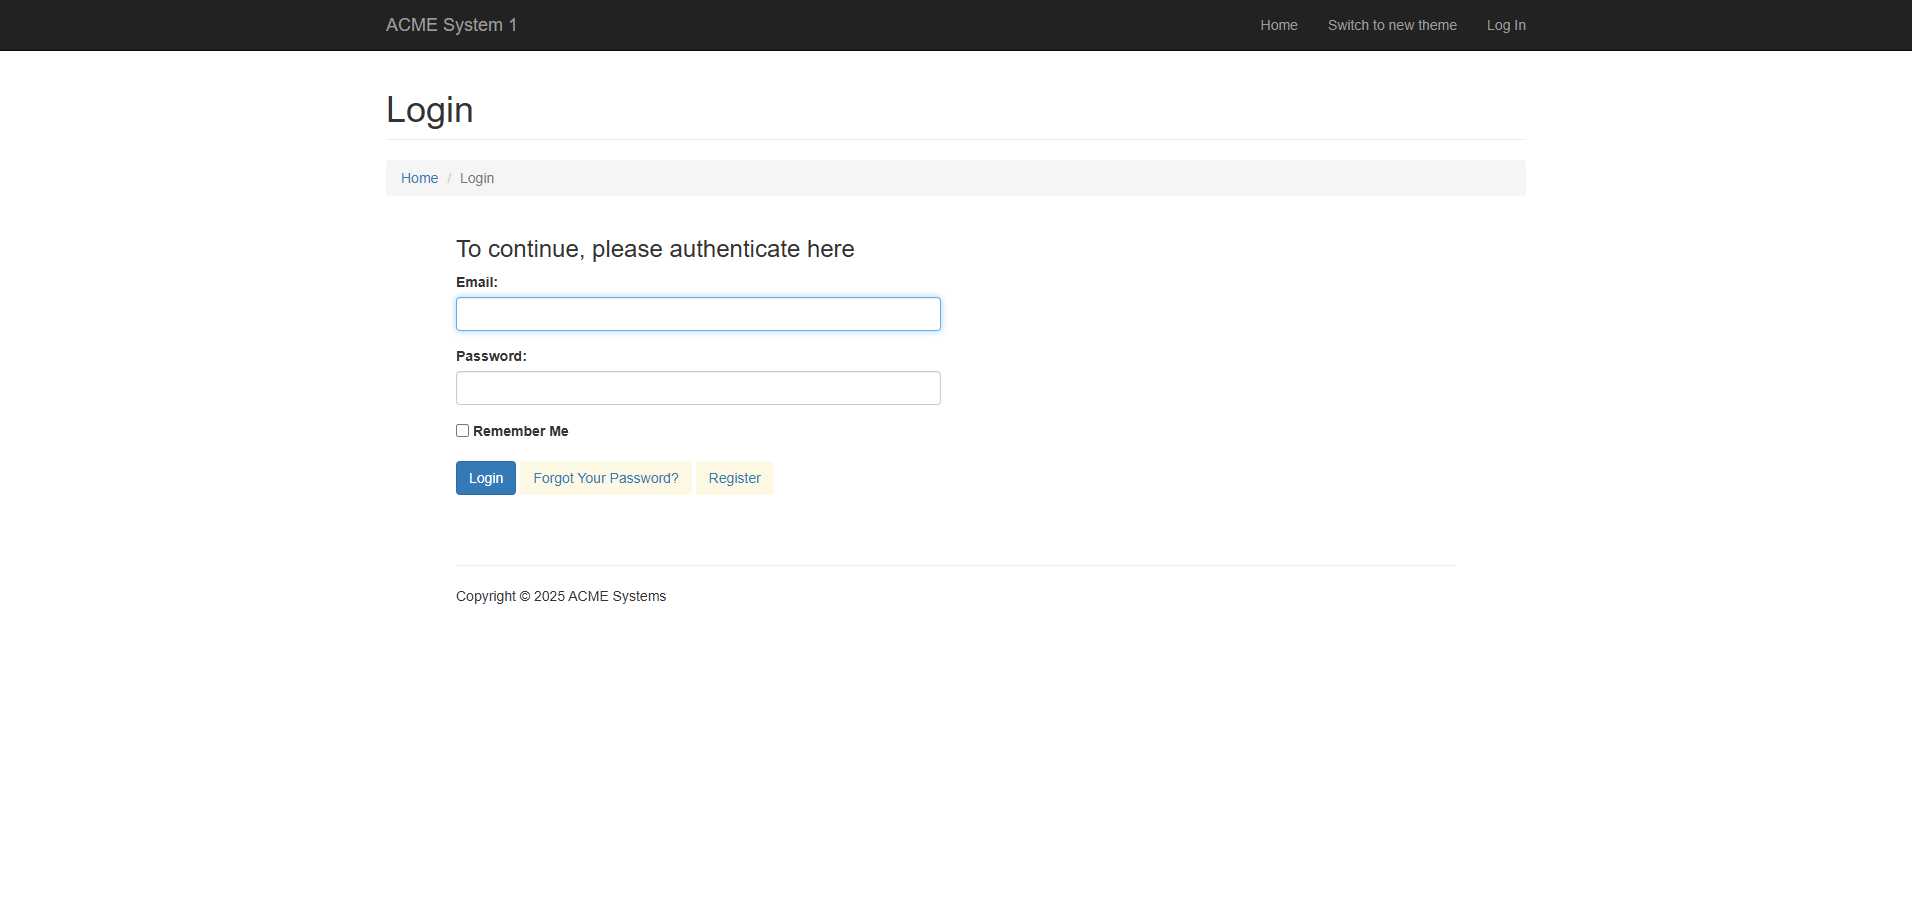 ACME System 1 Home Switch to new theme Log In
Login
Home / Login
To continue, please authenticate here
Email:
Password:
Remember Me
Login Forgot Your Password? Register
Copyright © 2025 ACME Systems